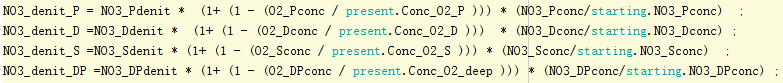 NO3_denit_P = NO3_Pdenit *  (1+ (1 - (O2_Pconc / present.Conc_O2_P ))) * (NO3_Pconc/starting.NO3_Pconc)  ;
NO3_denit_D = NO3_Ddenit *  (1+ (1 - (O2_Dconc / present.Conc_O2_D  ))) * (NO3_Dconc/starting.NO3_Dconc)  ;
NO3_denit_S = NO3_Sdenit * (1+ (1 - (O2_Sconc / present.Conc_O2_S ))) * (NO3_Sconc/starting.NO3_Sconc)  ;
NO3_denit_DP =NO3_DPdenit * (1+ (1 - (O2_DPconc / present.Conc_O2_deep ))) * (NO3_DPconc/starting.NO3_DPconc) ;